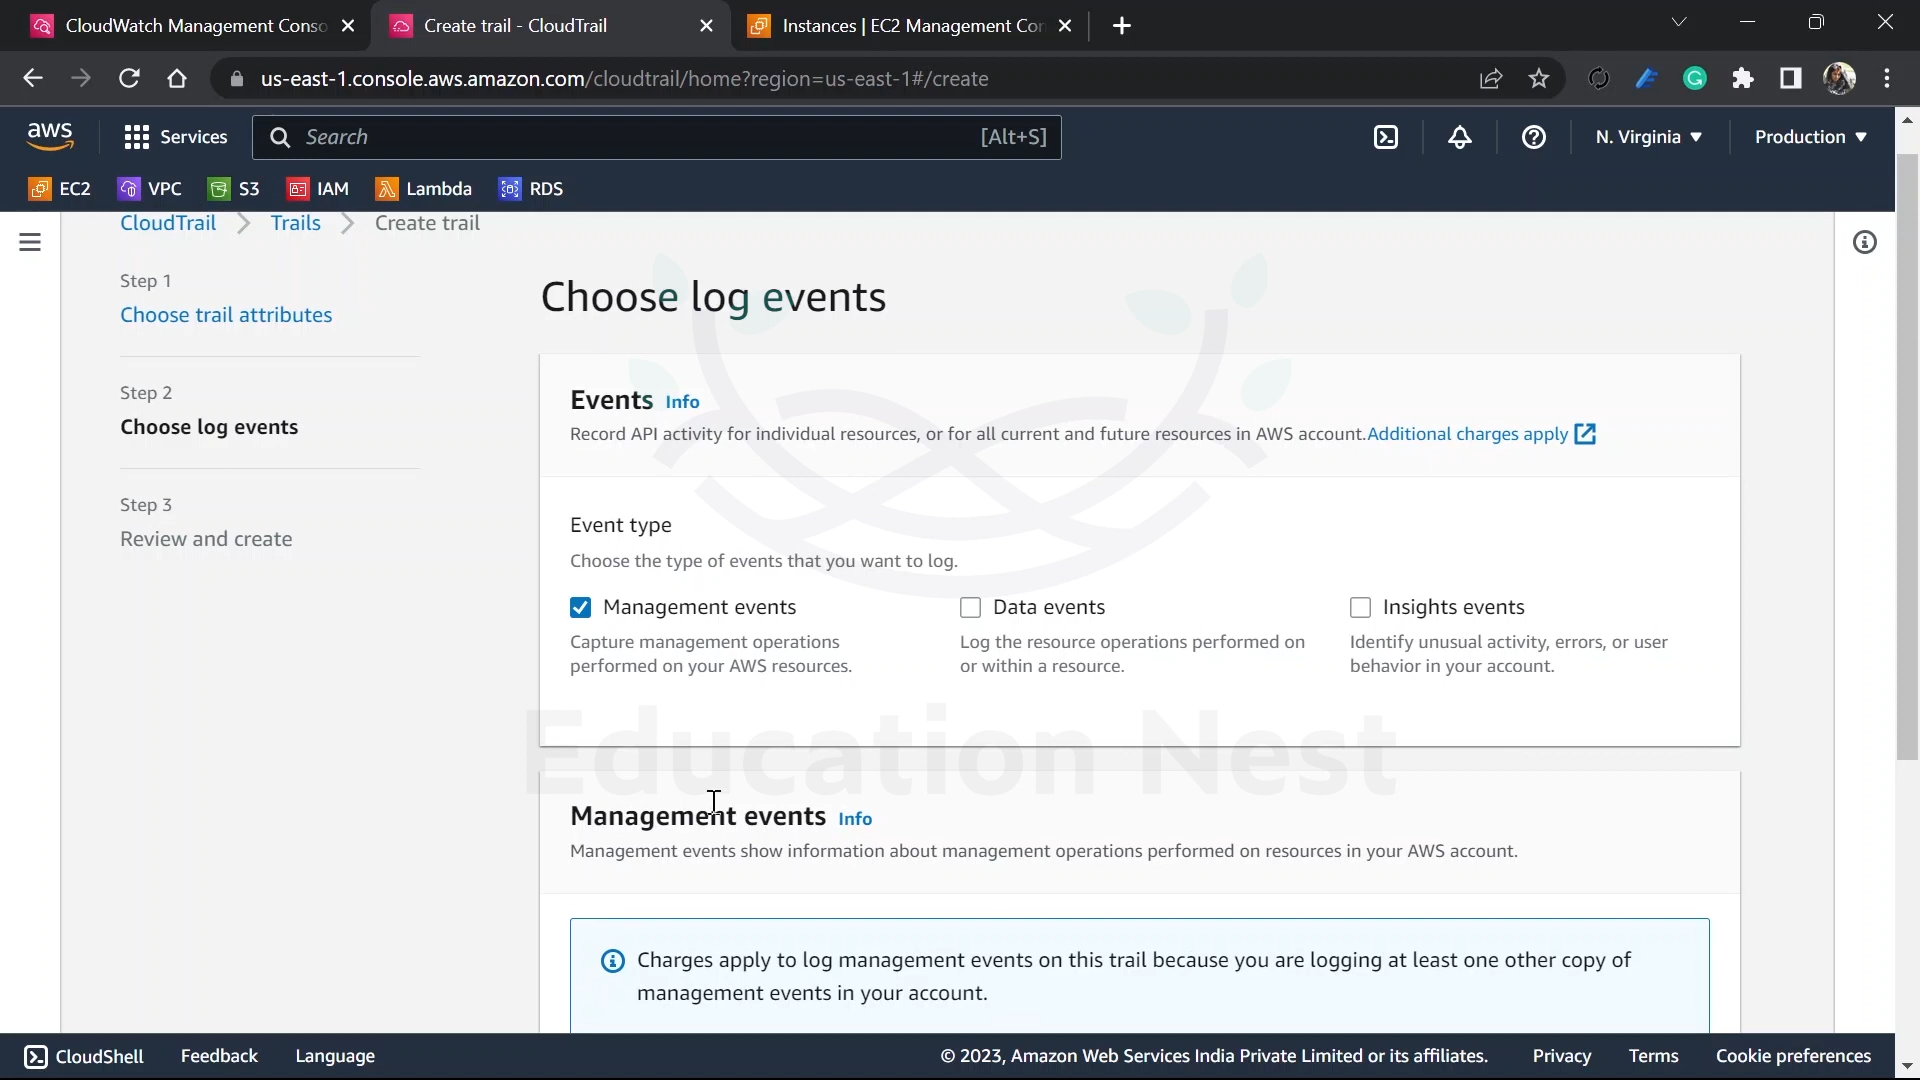 CloudWatch Management Conso
Create trail - CloudTrail
Instances | EC2 Management Con
us-east-1.console.aws.amazon.com/cloudtrail/home?region=us-east-1#/create
aws
Services
Search
[Alt+S]
N. Virginia
Production
EC2
VPC
S3
IAM
Lambda
RDS
CloudTrail
Trails
Create trail
Step 1
Choose trail attributes
Step 2
Choose log events
Step 3
Review and create
Choose log events
Events Info
Record API activity for individual resources, or for all current and future resources in AWS account.Additional charges apply
Event type
Choose the type of events that you want to log.
Management events
Capture management operations
performed on your AWS resources.
Data events
Log the resource operations performed on
or within a resource.
Insights events
Identify unusual activity, errors, or user
behavior in your account.
Education Nest
Management events Info
Management events show information about management operations performed on resources in your AWS account.
Charges apply to log management events on this trail because you are logging at least one other copy of
management events in your account.
CloudShell
Feedback
Language
© 2023, Amazon Web Services India Private Limited or its affiliates.
Privacy
Terms
Cookie preferences